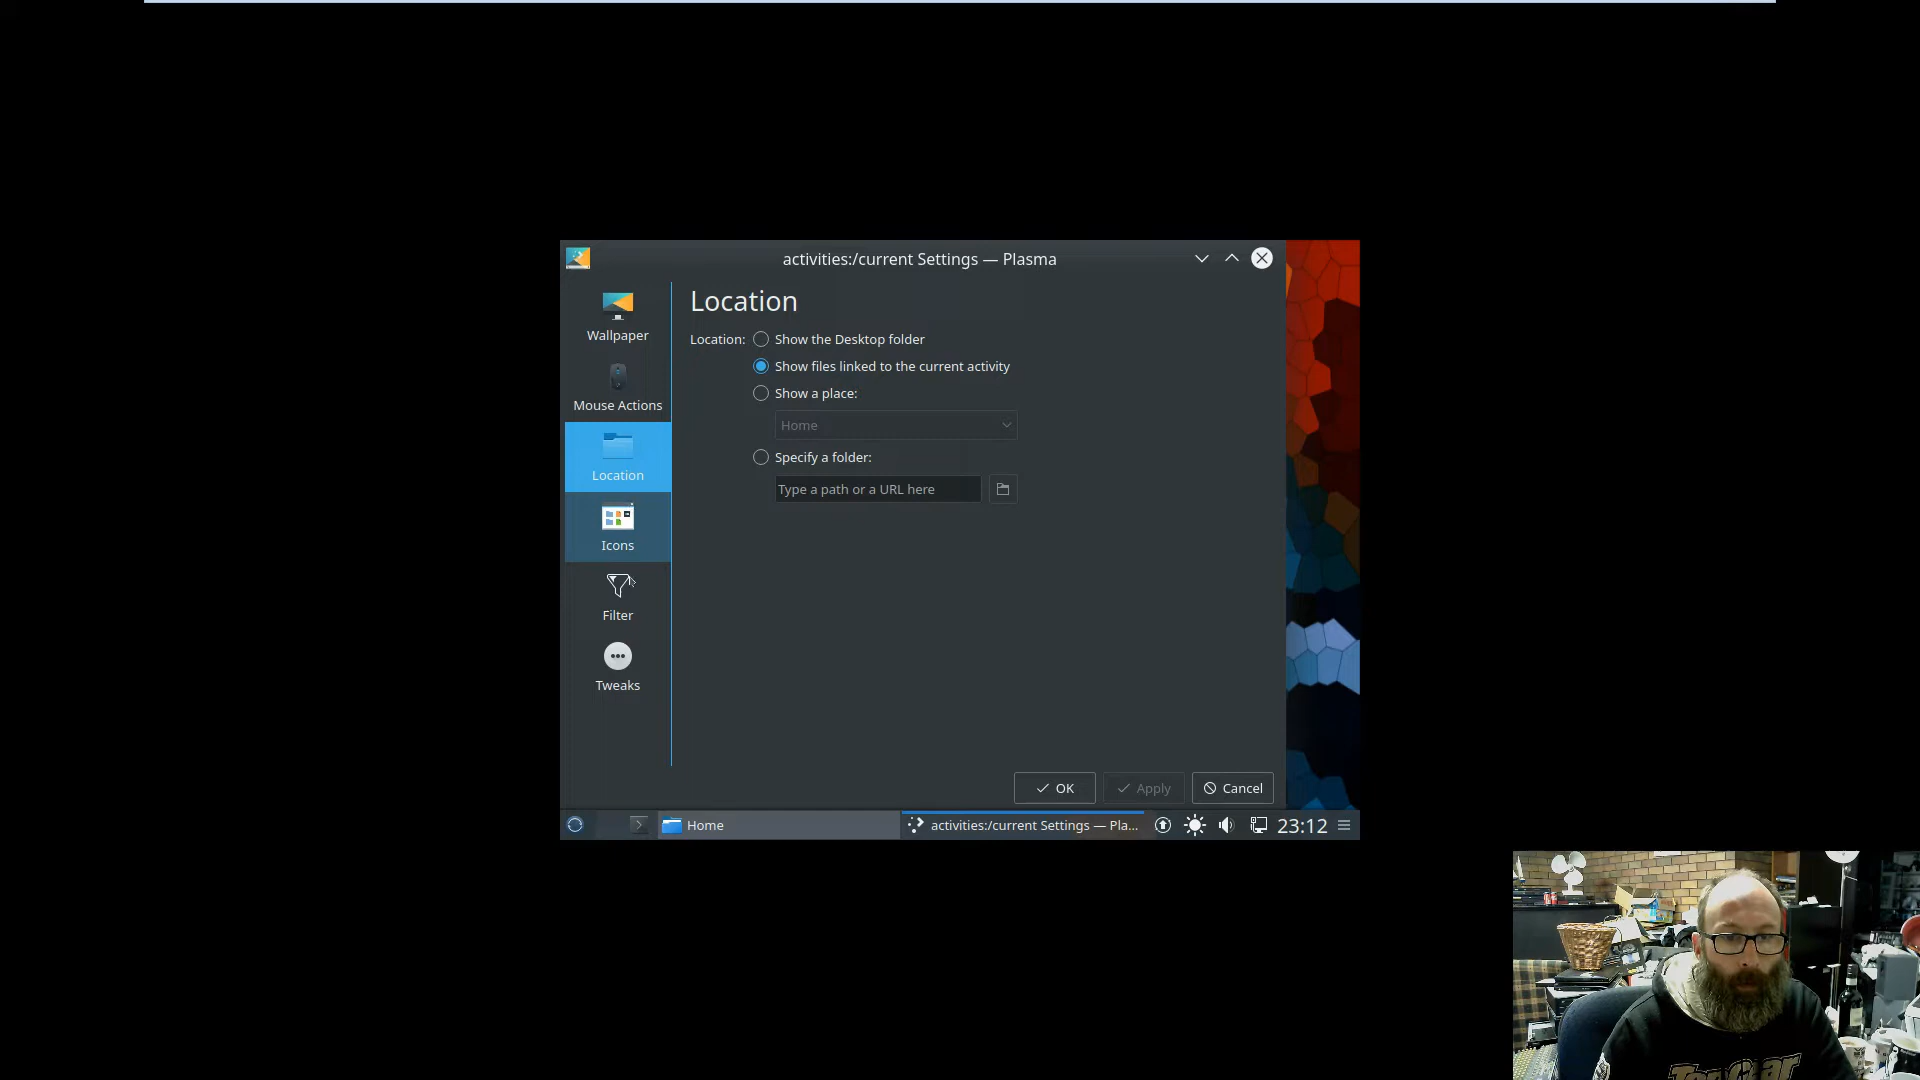 activities:/current Settings — Plasma
Wallpaper
Mouse Actions
Location
Icons
Filter
Tweaks
Location
Location:
Show the Desktop folder
Show files linked to the current activity
Show a place:
Home
Specify a folder:
Type a path or a URL here
OK
Apply
Cancel
Home
activities:/current Settings — Pla...
23:12
TopGear